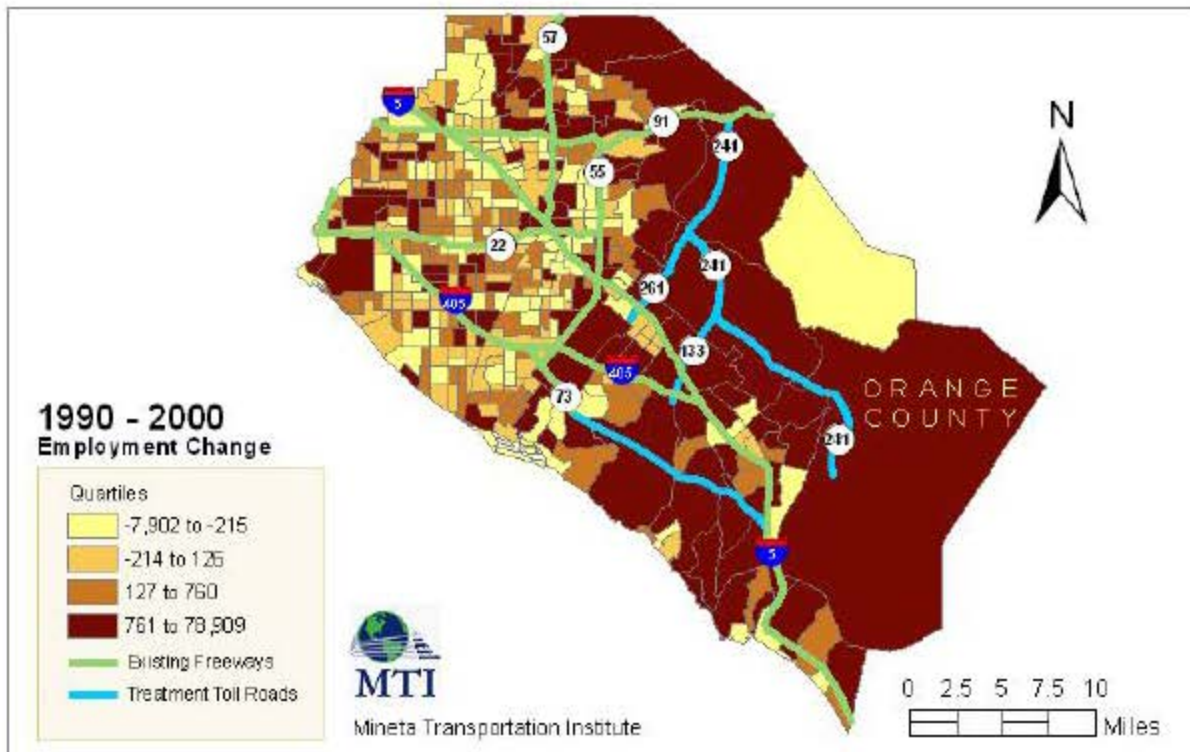 57
5
91
241
55
22
241
261
405
133
405
73
241
5
N
ORANGE
COUNTY
1990 - 2000
Employment Change
Quartiles
-7,902 to -215
-214 to 126
127 to 760
761 to 78,909
Existing Freeways
Treatment Toll Roads
MTI
Mineta Transportation Institute
0 2.5 5 7.5 10
Miles